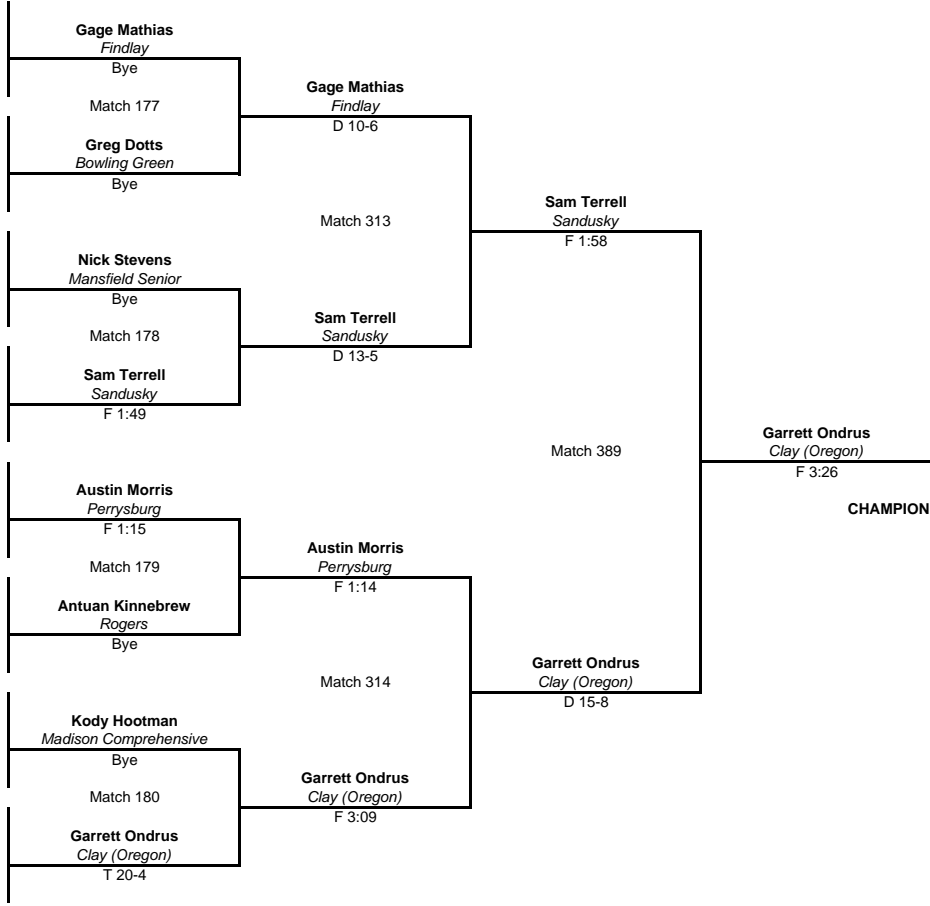 Gage Mathias
Findlay
Bye
Match 177
Greg Dotts
Bowling Green
Bye
Nick Stevens
Mansfield Senior
Bye
Match 178
Sam Terrell
Sandusky
F 1:49
Austin Morris
Perrysburg
F 1:15
Match 179
Antuan Kinnebrew
Rogers
Bye
Kody Hootman
Madison Comprehensive
Bye
Match 180
Garrett Ondrus
Clay (Oregon)
T 20-4
Gage Mathias
Findlay
D 10-6
Match 313
Sam Terrell
Sandusky
D 13-5
Austin Morris
Perrysburg
F 1:14
Match 314
Garrett Ondrus
Clay (Oregon)
F 3:09
Sam Terrell
Sandusky
F 1:58
Match 389
Garrett Ondrus
Clay (Oregon)
D 15-8
Garrett Ondrus
Clay (Oregon)
F 3:26
CHAMPION